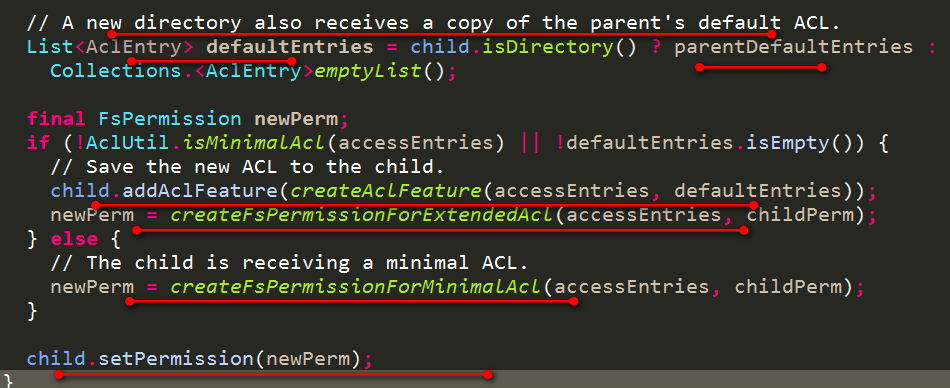 // A new directory also receives a copy of the parent's default ACL.
List<AclEntry> defaultEntries = child.isDirectory() ? parentDefaultEntries :
Collections.<AclEntry>emptyList();
final FsPermission newPerm;
if (!AclUtil.isMinimalAcl(accessEntries) || !defaultEntries.isEmpty()) {
// Save the new ACL to the child.
child.addAclFeature(createAclFeature(accessEntries, defaultEntries));
newPerm = createFsPermissionForExtendedAcl(accessEntries, childPerm);
} else {
// The child is receiving a minimal ACL.
newPerm = createFsPermissionForMinimalAcl(accessEntries, childPerm);
}
child.setPermission(newPerm);
}